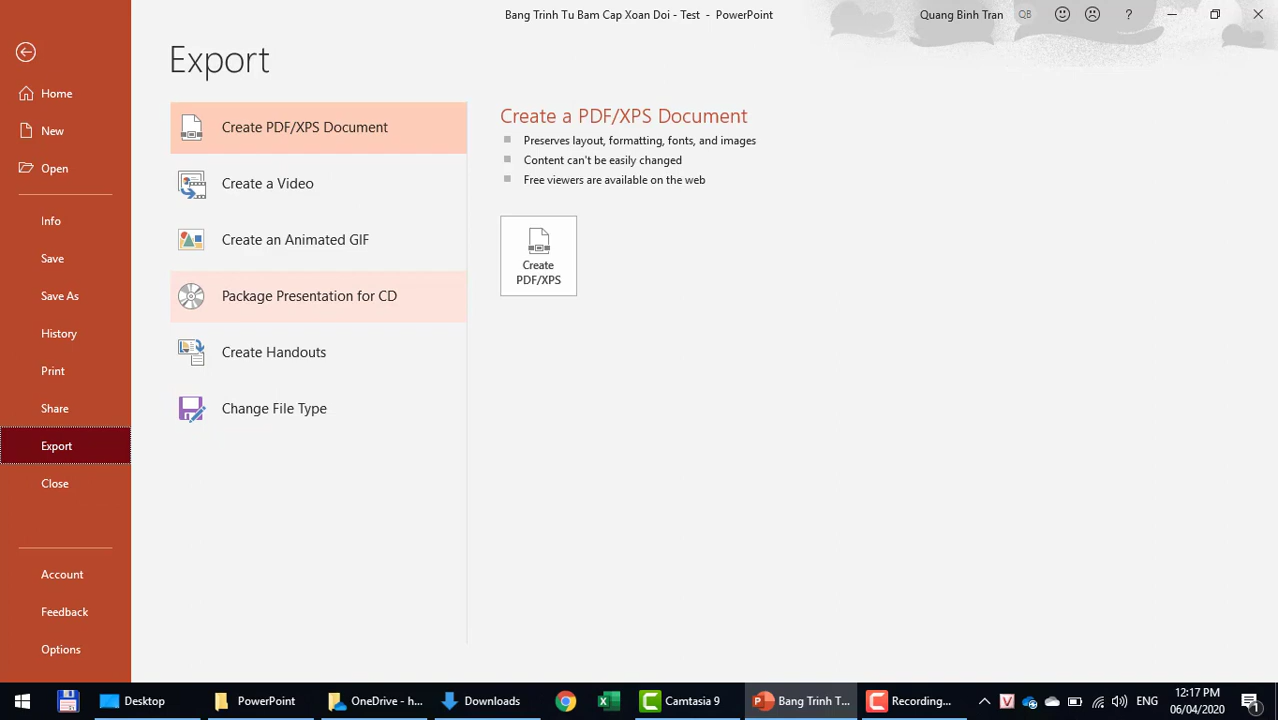 Bang Trinh Tu Bam Cap Xoan Doi - Test - PowerPoint
Quang Binh Tran QB ?
Export
Home
New
Open
Info
Save
Save As
History
Print
Share
Export
Close
Account
Feedback
Options
Create PDF/XPS Document
Create a Video
Create an Animated GIF
Package Presentation for CD
Create Handouts
Change File Type
Create a PDF/XPS Document
Preserves layout, formatting, fonts, and images
Content can't be easily changed
Free viewers are available on the web
Create
PDF/XPS
Desktop
PowerPoint
OneDrive - h...
Downloads
Camtasia 9
Bang Trinh T...
Recording...
ENG
12:17 PM
06/04/2020
1